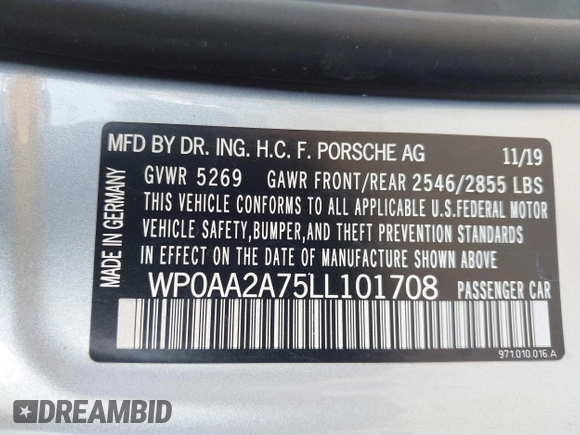 MFD BY DR. ING. H.C. F. PORSCHE AG 11/19
GVWR 5269 GAWR FRONT/REAR 2546/2855 LBS
THIS VEHICLE CONFORMS TO ALL APPLICABLE U.S.FEDERAL MOTOR
VEHICLE SAFETY,BUMPER,AND THEFT PREVENTION STANDARDS
IN EFFECT ON THE DATE OF MANUFACTURE SHOWN ABOVE.
WP0AA2A75LL101708 PASSENGER CAR
MADE IN GERMANY
971.010.016.A
DREAMBID